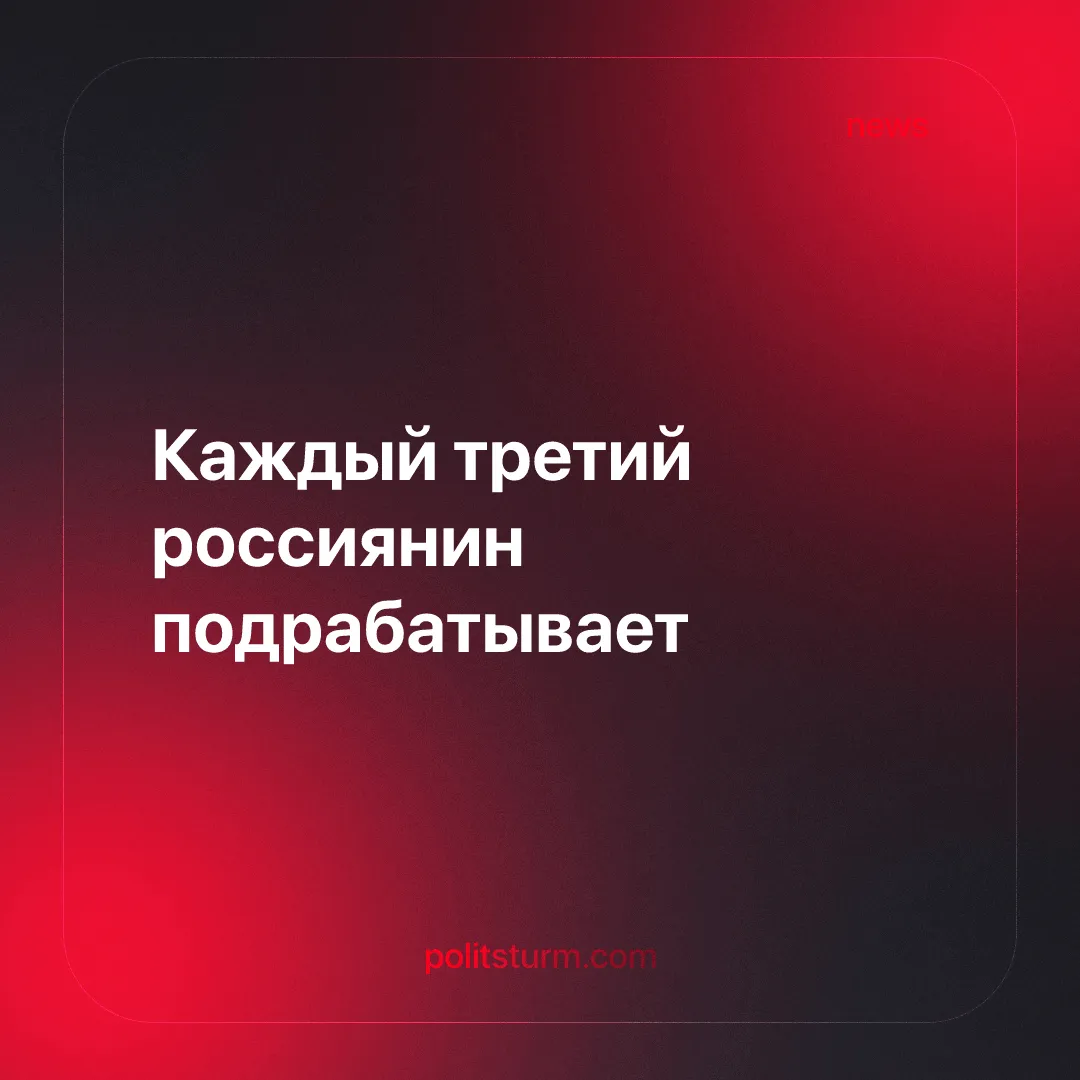 news
Каждый третий
россиянин
подрабатывает
politsturm.com